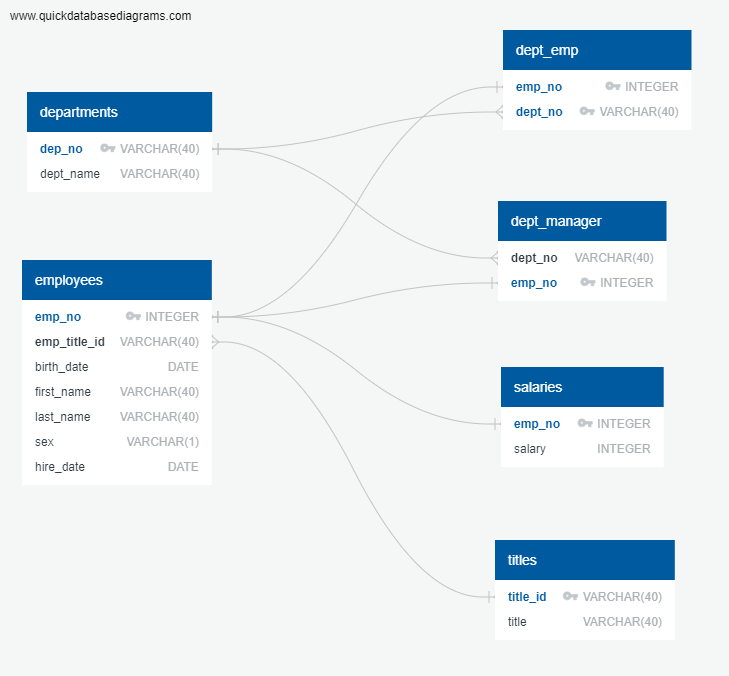 www.quickdatabasediagrams.com
departments
dep_no VARCHAR(40)
dept_name VARCHAR(40)
employees
emp_no INTEGER
emp_title_id VARCHAR(40)
birth_date DATE
first_name VARCHAR(40)
last_name VARCHAR(40)
sex VARCHAR(1)
hire_date DATE
dept_emp
emp_no INTEGER
dept_no VARCHAR(40)
dept_manager
dept_no VARCHAR(40)
emp_no INTEGER
salaries
emp_no INTEGER
salary INTEGER
titles
title_id VARCHAR(40)
title VARCHAR(40)